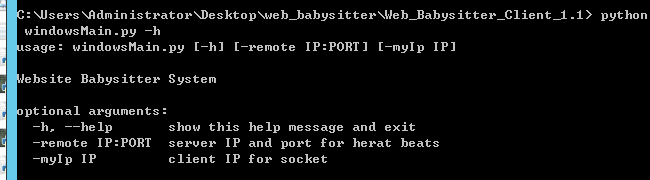 C:\Users\Administrator\Desktop\web_babysitter\Web_Babysitter_Client_1.1> python
windowsMain.py -h
usage: windowsMain.py [-h] [-remote IP:PORT] [-myIp IP]
Website Babysitter System
optional arguments:
-h, --help show this help message and exit
-remote IP:PORT server IP and port for herat beats
-myIp IP client IP for socket